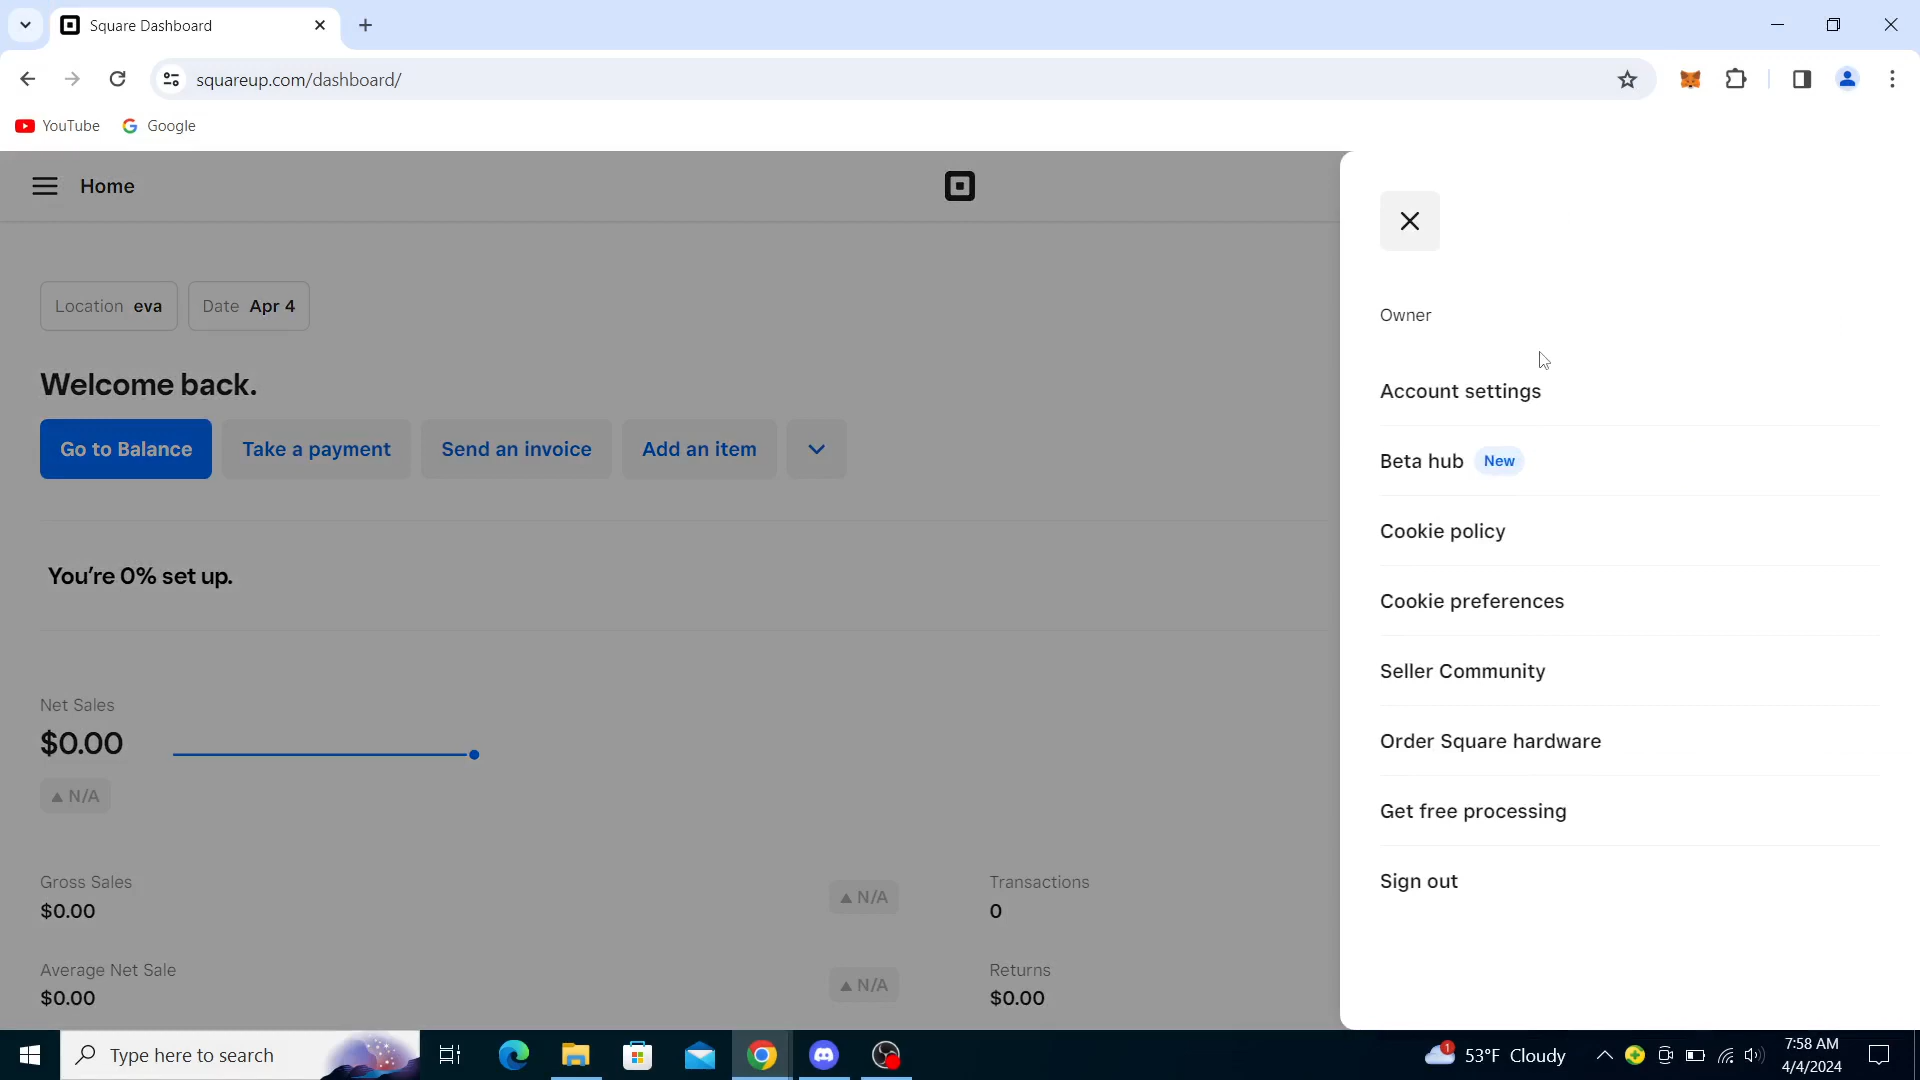 Square Dashboard
squareup.com/dashboard/
YouTube Google
Home
Owner
Location eva Date Apr 4
Welcome back.
Account settings
Go to Balance Take a payment Send an invoice Add an item
Beta hub New
Cookie policy
You’re 0% set up.
Cookie preferences
Seller Community
Net Sales
$0.00
Order Square hardware
N/A
Get free processing
Gross Sales N/A Transactions
$0.00 0
Sign out
Average Net Sale N/A Returns
$0.00 $0.00
Type here to search
1
53°F Cloudy
7:58 AM
4/4/2024